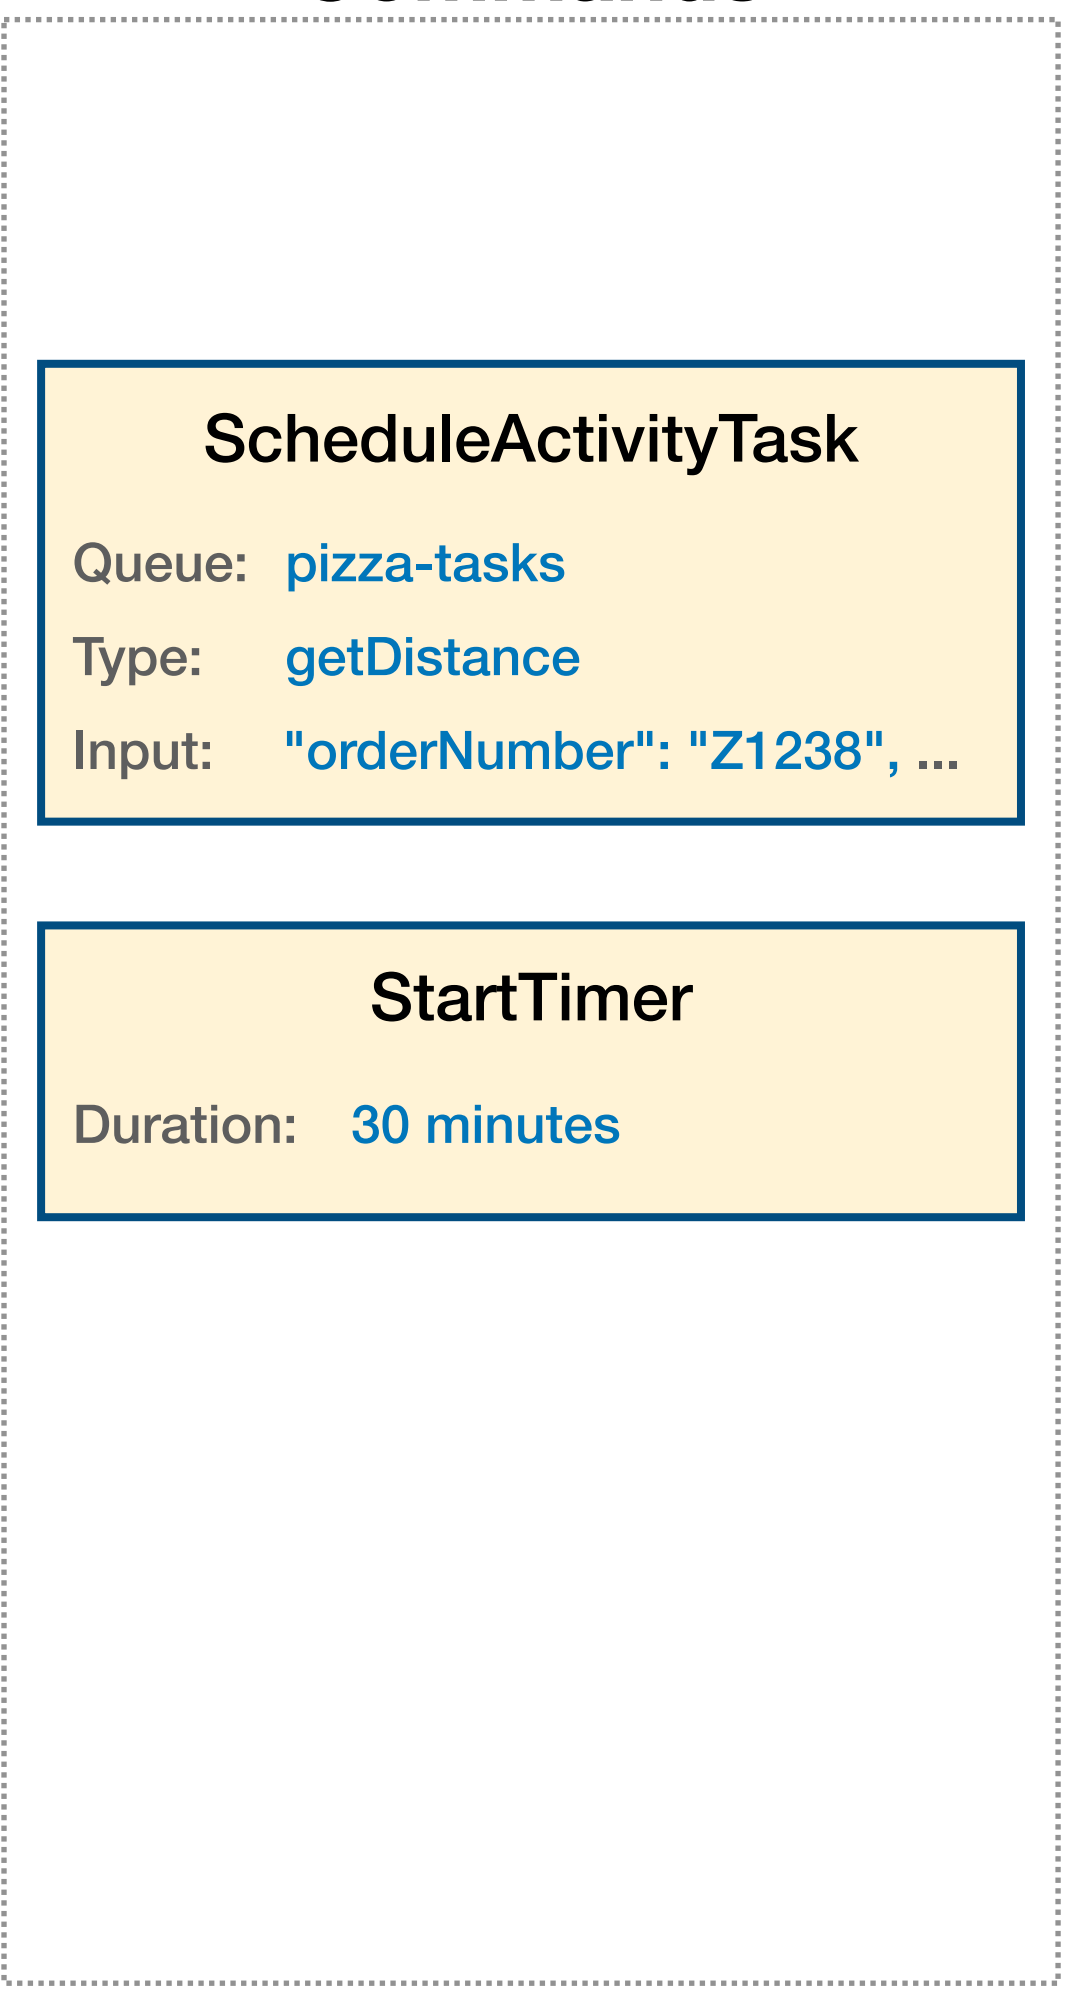 ScheduleActivityTask
Queue: pizza-tasks
Type: getDistance
Input: "orderNumber": "Z1238", ...
StartTimer
Duration: 30 minutes